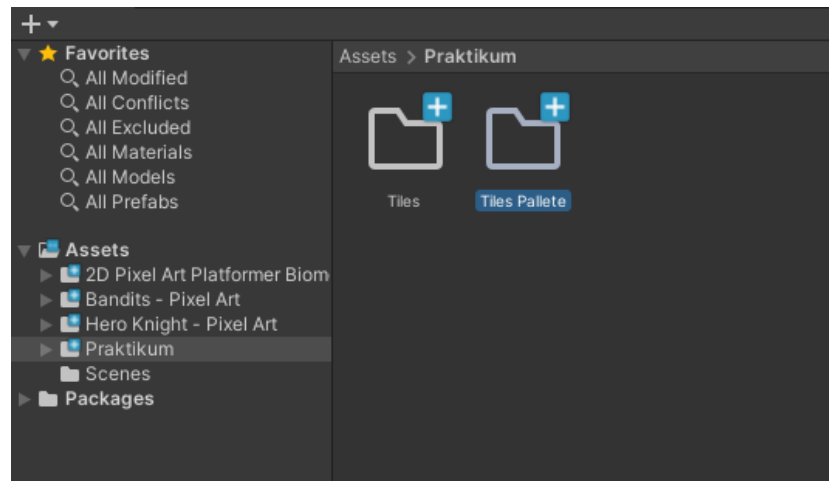 Favorites
All Modified
All Conflicts
All Excluded
All Materials
All Models
All Prefabs
Assets
2D Pixel Art Platformer Biom
Bandits - Pixel Art
Hero Knight - Pixel Art
Praktikum
Scenes
Packages
Assets > Praktikum
Tiles
Tiles Pallete